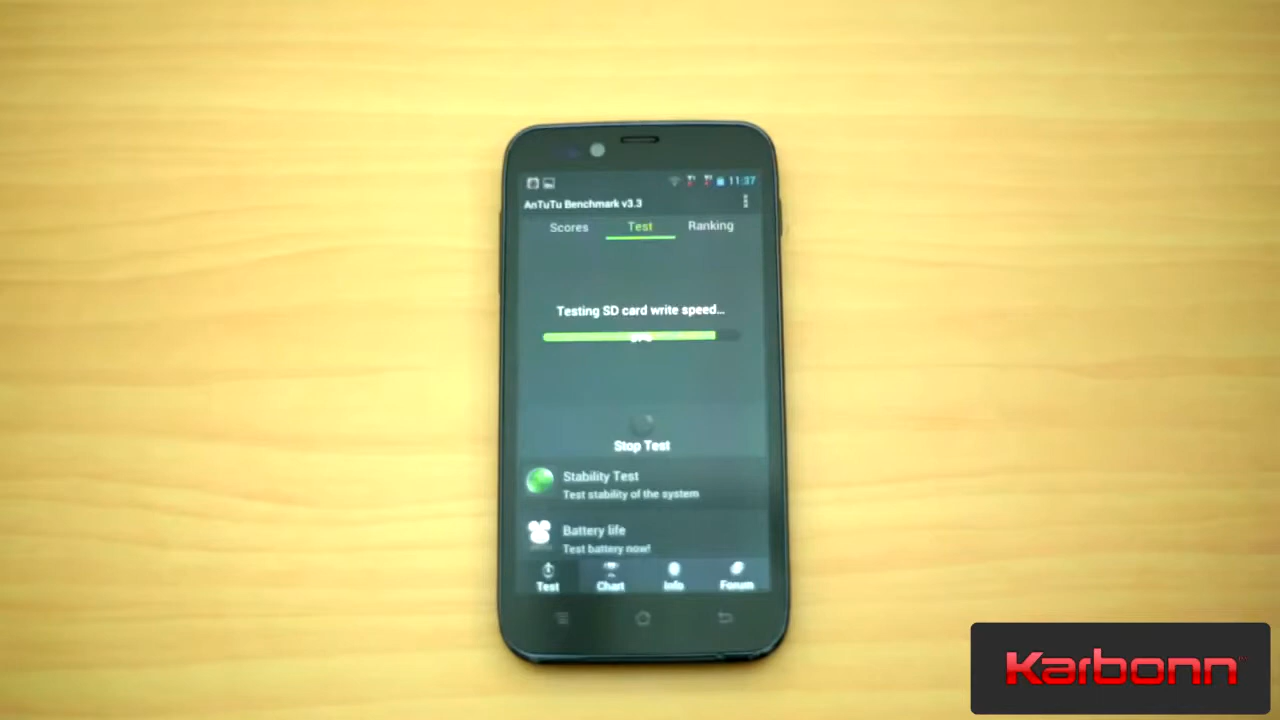 11:37
AnTuTu Benchmark v3.3
Scores Test Ranking
Testing SD card write speed...
Stop Test
Stability Test
Test stability of the system
Battery life
Test battery now!
Test Chart Info Forum
Karbonn